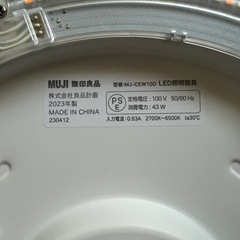 MUJI 無印良品
株式会社良品計画
2023年製
MADE IN CHINA
230412
型番:MJ-CEW100 LED照明器具
PS
E
定格電圧:100 V 50/60 Hz
消費電力:43 W
入力電流:0.83A 2700K~6500K ta30℃